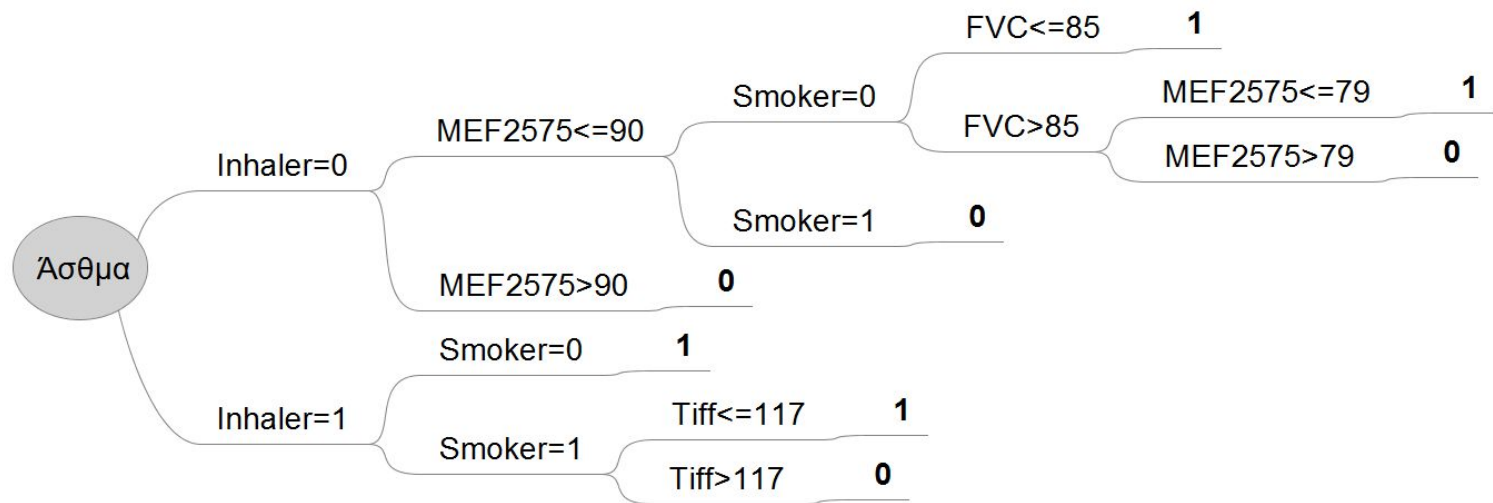 FVC<=85 1
Smoker=0 MEF2575<=79 1
MEF2575<=90 FVC>85
Inhaler=0 MEF2575>79 0
Smoker=1 0
Άσθμα
MEF2575>90 0
Smoker=0 1
Inhaler=1 Tiff<=117 1
Smoker=1
Tiff>117 0